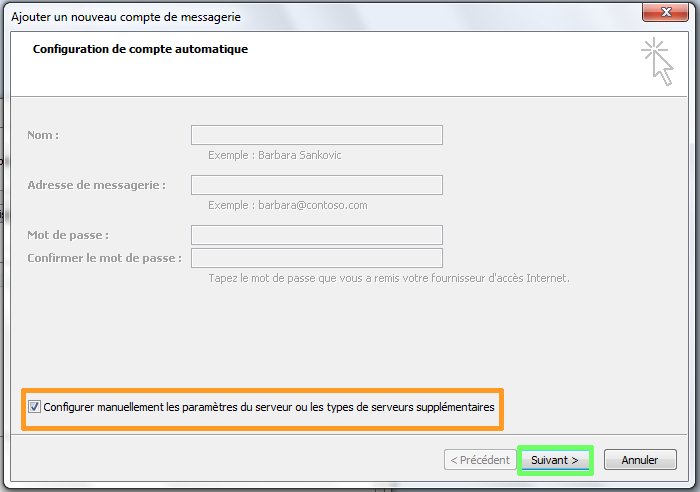 Ajouter un nouveau compte de messagerie
Configuration de compte automatique
Nom :
Exemple : Barbara Sankovic
Adresse de messagerie :
Exemple : barbara@contoso.com
Mot de passe :
Confirmer le mot de passe :
Tapez le mot de passe que vous a remis votre fournisseur d'accès Internet.
Configurer manuellement les paramètres du serveur ou les types de serveurs supplémentaires
< Précédent
Suivant >
Annuler